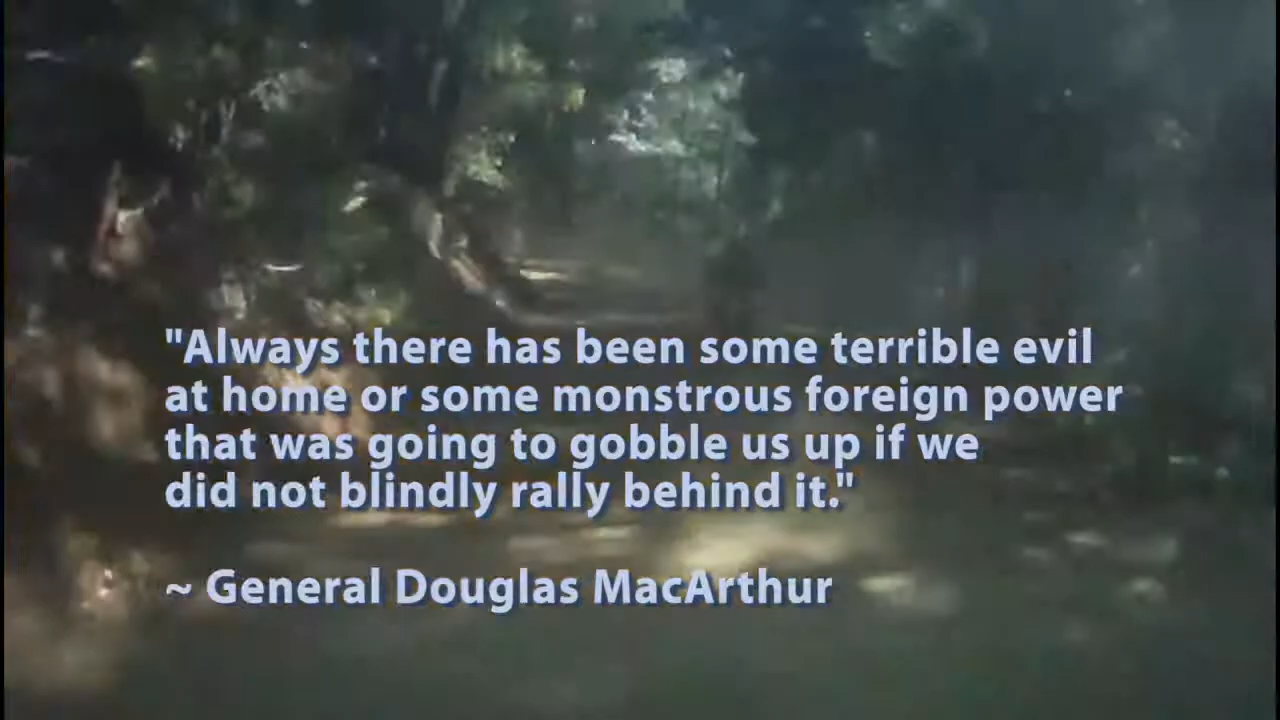 "Always there has been some terrible evil
at home or some monstrous foreign power
that was going to gobble us up if we
did not blindly rally behind it."
~ General Douglas MacArthur